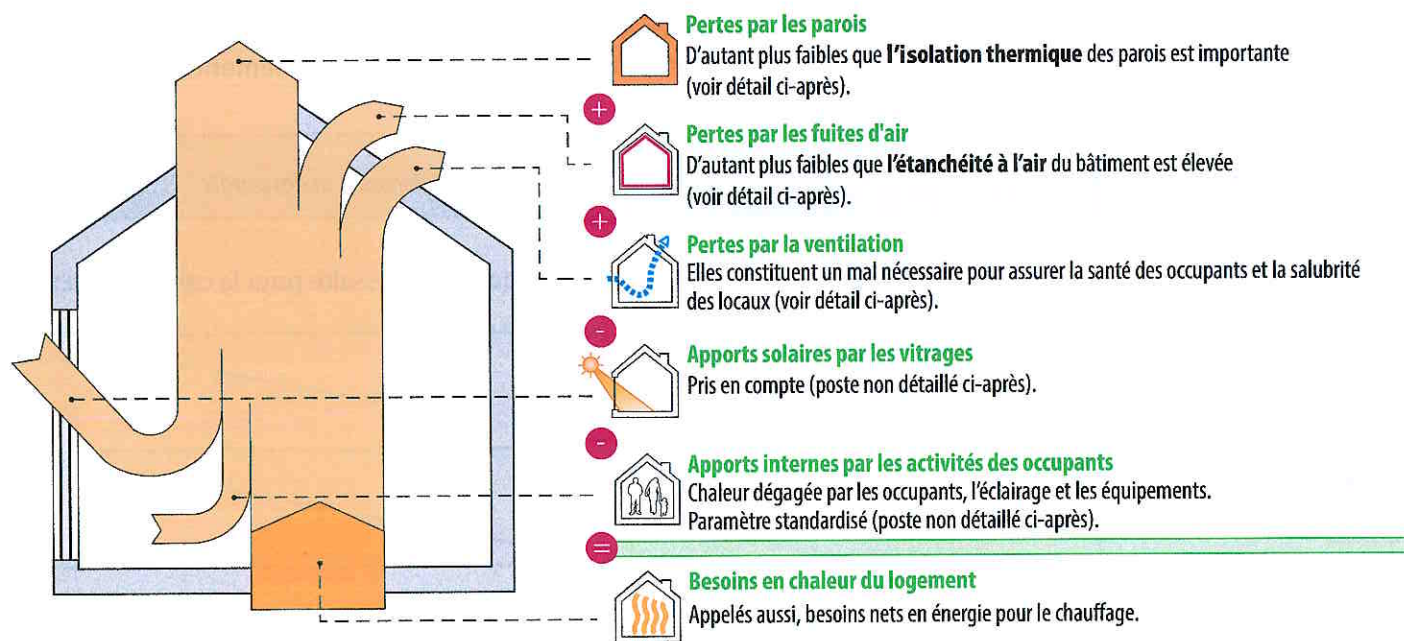 Pertes par les parois
D'autant plus faibles que l'isolation thermique des parois est importante
(voir détail ci-après).
+
Pertes par les fuites d'air
D'autant plus faibles que l'étanchéité à l'air du bâtiment est élevée
(voir détail ci-après).
+
Pertes par la ventilation
Elles constituent un mal nécessaire pour assurer la santé des occupants et la salubrité
des locaux (voir détail ci-après).
-
Apports solaires par les vitrages
Pris en compte (poste non détaillé ci-après).
-
Apports internes par les activités des occupants
Chaleur dégagée par les occupants, l'éclairage et les équipements.
Paramètre standardisé (poste non détaillé ci-après).
=
Besoins en chaleur du logement
Appelés aussi, besoins nets en énergie pour le chauffage.